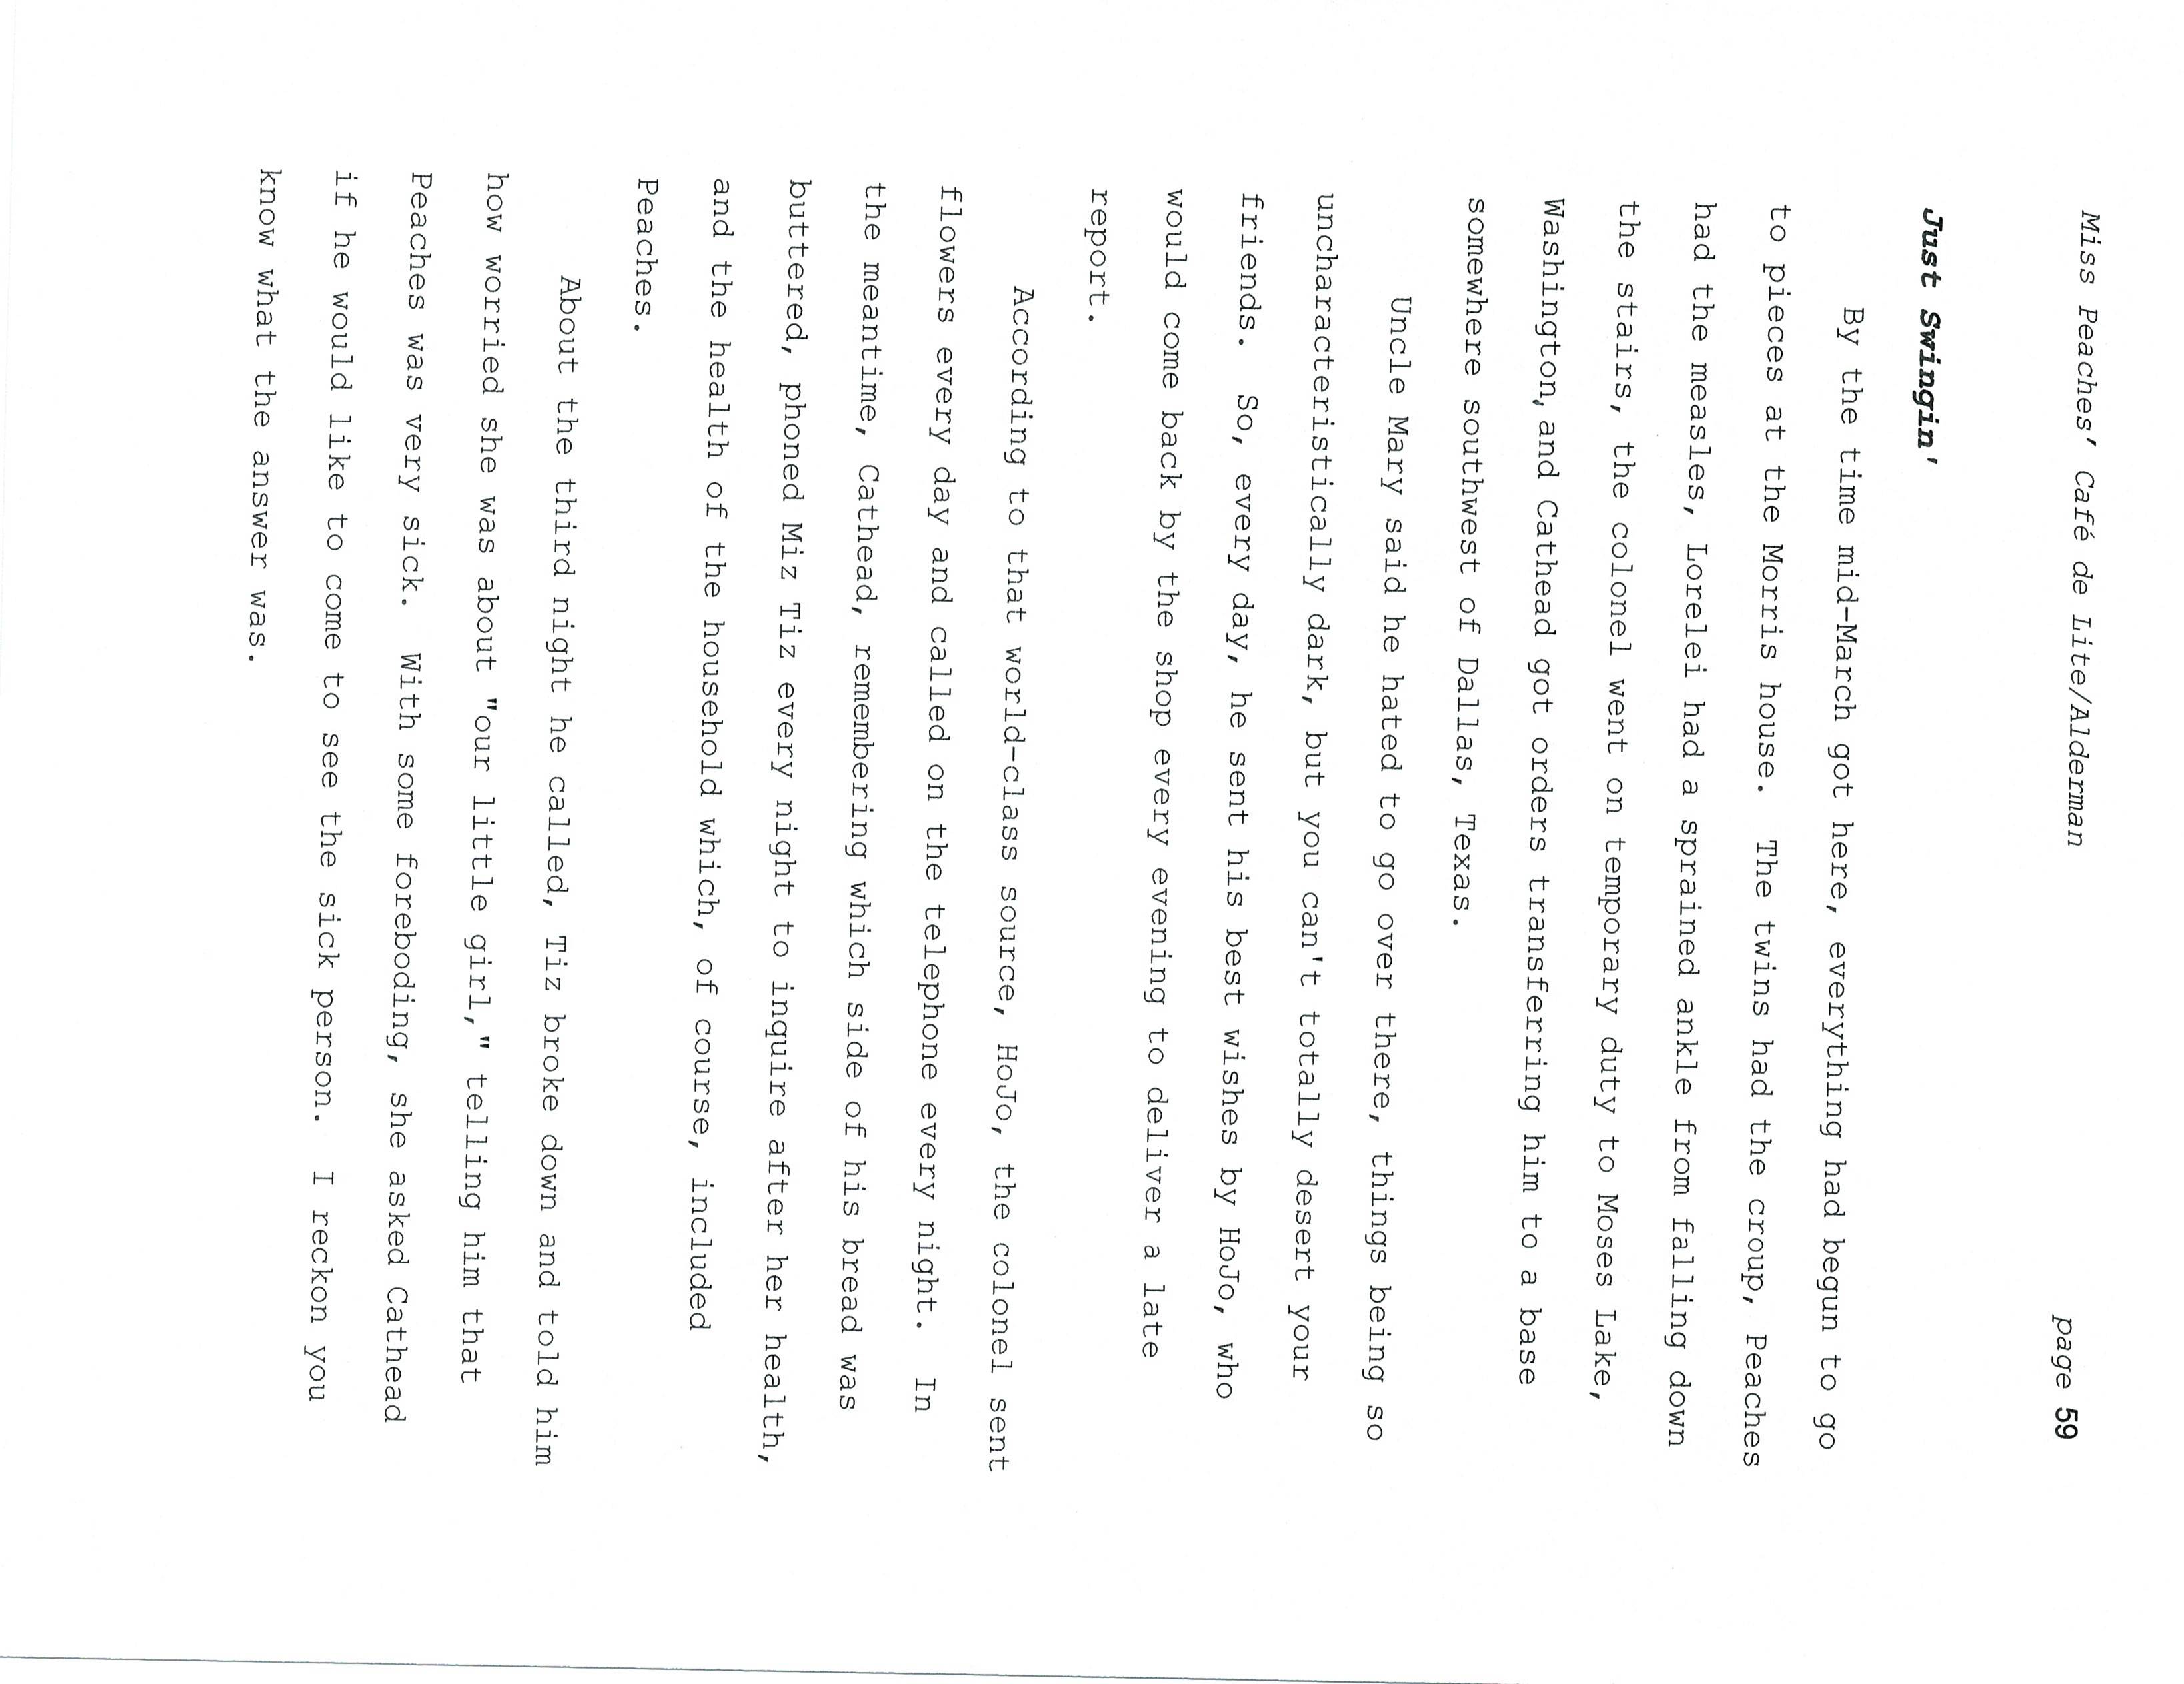 Miss Peaches' Café de Lite/Alderman page 59
Just Swingin'
By the time mid-March got here, everything had begun to go
to pieces at the Morris house. The twins had the croup, Peaches
had the measles, Lorelei had a sprained ankle from falling down
the stairs, the colonel went on temporary duty to Moses Lake,
Washington, and Cathead got orders transferring him to a base
somewhere southwest of Dallas, Texas.
Uncle Mary said he hated to go over there, things being so
uncharacteristically dark, but you can't totally desert your
friends. So, every day, he sent his best wishes by HoJo, who
would come back by the shop every evening to deliver a late
report.
According to that world-class source, HoJo, the colonel sent
flowers every day and called on the telephone every night. In
the meantime, Cathead, remembering which side of his bread was
buttered, phoned Miz Tiz every night to inquire after her health,
and the health of the household which, of course, included
Peaches.
About the third night he called, Tiz broke down and told him
how worried she was about "our little girl," telling him that
Peaches was very sick. With some foreboding, she asked Cathead
if he would like to come to see the sick person. I reckon you
know what the answer was.